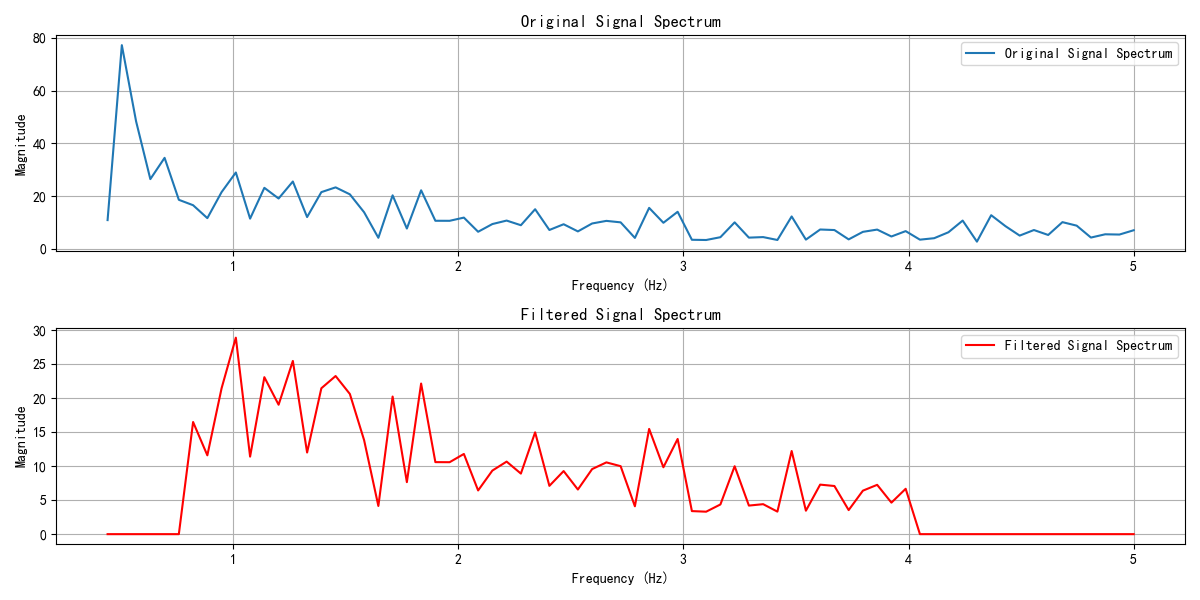 Original Signal Spectrum
80
60
40
20
0
Magnitude
Original Signal Spectrum
1 2 3 4 5
Frequency (Hz)
Filtered Signal Spectrum
30
25
20
15
10
5
0
Magnitude
Filtered Signal Spectrum
1 2 3 4 5
Frequency (Hz)